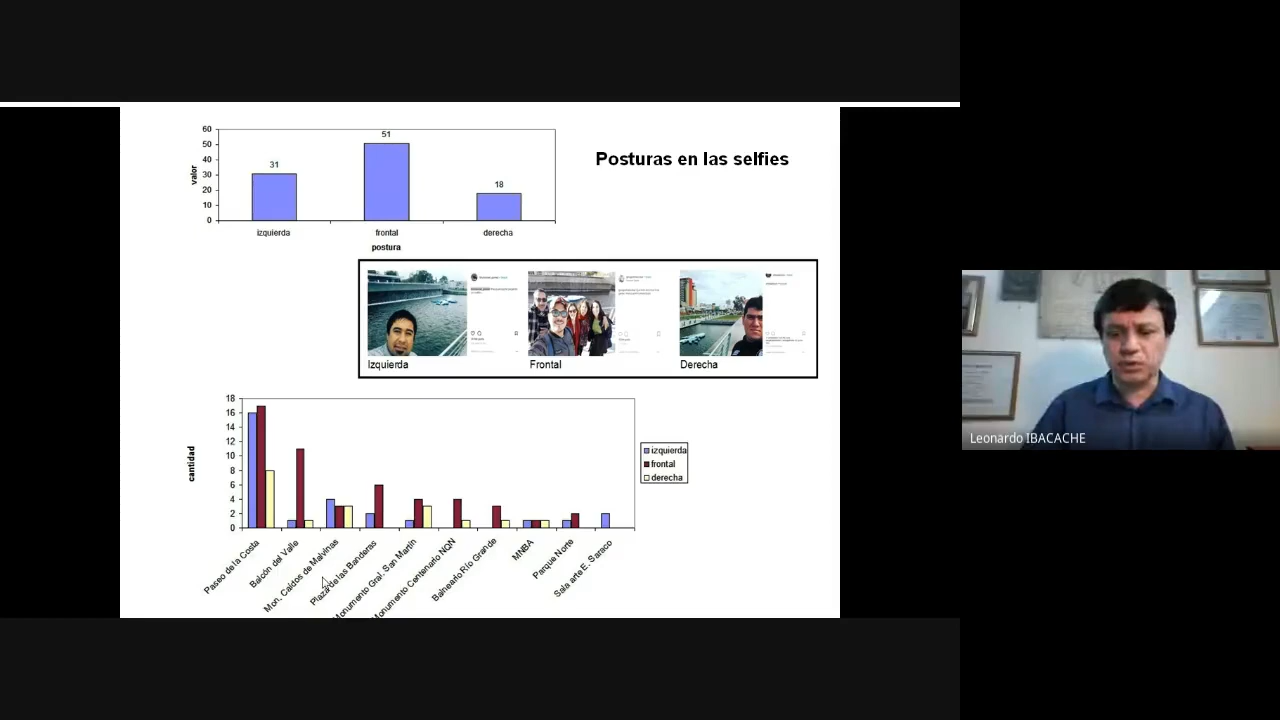 60
50
40
30
20
10
0
valor
31
51
18
izquierda
frontal
derecha
postura
Posturas en las selfies
Izquierda
Frontal
Derecha
18
16
14
12
10
8
6
4
2
0
cantidad
izquierda
frontal
derecha
Paseo de la Costa
Balcón del Valle
Mon. Caídos de Malvinas
Plaza de las Banderas
Monumento Gral. San Martín
Monumento Centenario NQN
Balneario Río Grande
MNBA
Parque Norte
Sala arte E. Saraco
Leonardo IBACACHE